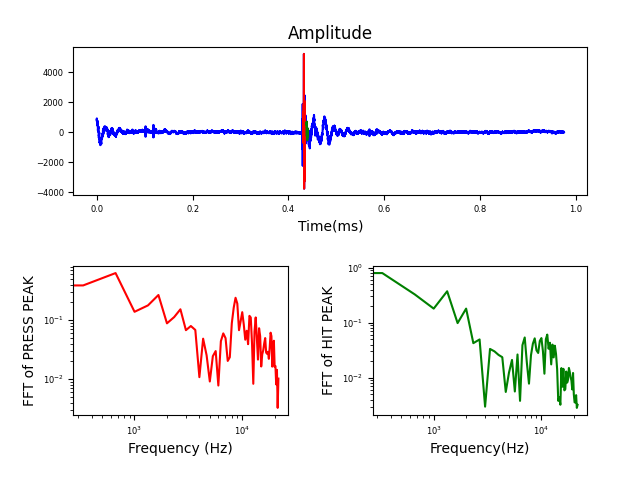 Amplitude
4000
2000
0
−2000
−4000
0.0 0.2 0.4 0.6 0.8 1.0
Time(ms)
FFT of PRESS PEAK
10⁻¹
10⁻²
10³ 10⁴
Frequency (Hz)
FFT of HIT PEAK
10⁰
10⁻¹
10⁻²
10³ 10⁴
Frequency(Hz)